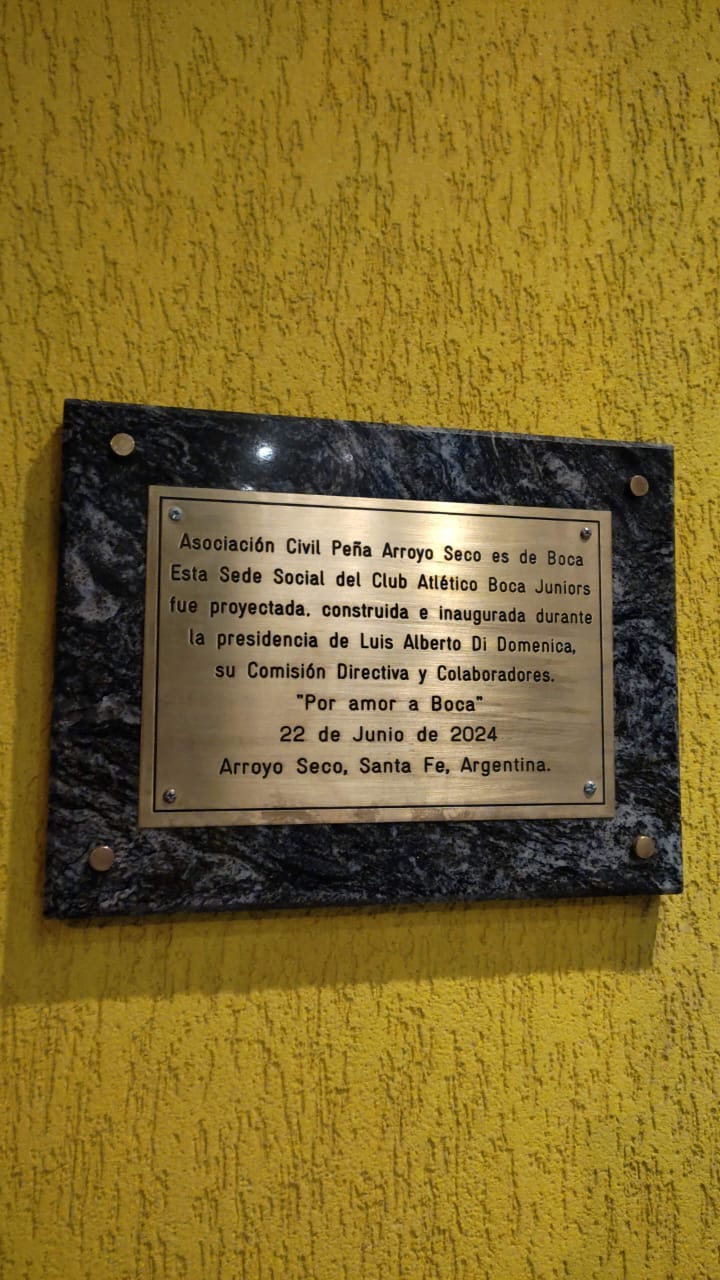 Asociación Civil Peña Arroyo Seco es de Boca
Esta Sede Social del Club Atlético Boca Juniors
fue proyectada. construida e inaugurada durante
la presidencia de Luis Alberto Di Domenica,
su Comisión Directiva y Colaboradores.
"Por amor a Boca"
22 de Junio de 2024
Arroyo Seco, Santa Fe, Argentina.